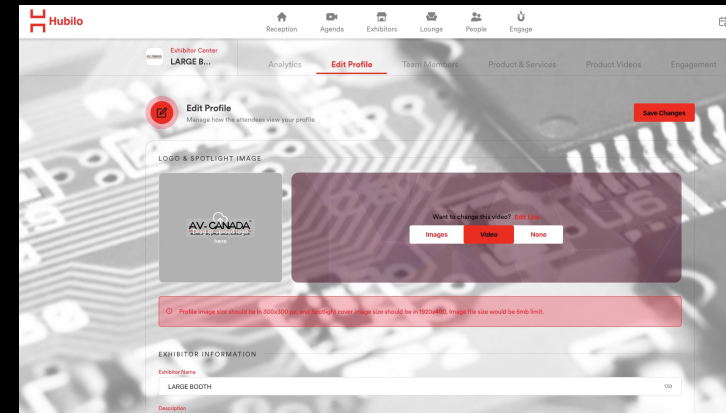 Hubilo
Reception Agenda Exhibitors Lounge People Engage
Exhibitor Center
LARGE B...
Analytics Edit Profile Team Members Product & Services Product Videos Engagement
Edit Profile
Manage how the attendees view your profile
Save Changes
LOGO & SPOTLIGHT IMAGE
Want to change this video? Edit Link
AV-CANADA
Images Video None
Profile image size should be in 300x300 px, and Spotlight cover image size should be in 1920x400, Image file size would be 5mb limit.
EXHIBITOR INFORMATION
Exhibitor Name
LARGE BOOTH
Description